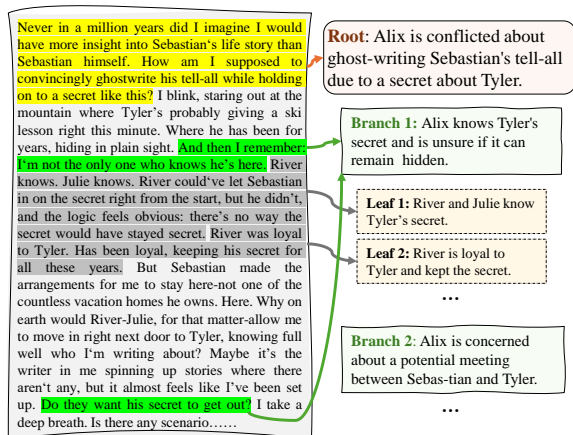 Never in a million years did I imagine I would
have more insight into Sebastian‘s life story than
Sebastian himself. How am I supposed to
convincingly ghostwrite his tell-all while holding
on to a secret like this? I blink, staring out at the
mountain where Tyler’s probably giving a ski
lesson right this minute. Where he has been for
years, hiding in plain sight. And then I remember:
I‘m not the only one who knows he’s here. River
knows. Julie knows. River could‘ve let Sebastian
in on the secret right from the start, but he didn’t,
and the logic feels obvious: there’s no way the
secret would have stayed secret. River was loyal
to Tyler. Has been loyal, keeping his secret for
all these years. But Sebastian made the
arrangements for me to stay here-not one of the
countless vacation homes he owns. Here. Why on
earth would River-Julie, for that matter-allow me
to move in right next door to Tyler, knowing full
well who I‘m writing about? Maybe it’s the
writer in me spinning up stories where there
aren‘t any, but it almost feels like I’ve been set
up. Do they want his secret to get out? I take a
deep breath. Is there any scenario……
Root: Alix is conflicted about
ghost-writing Sebastian's tell-all
due to a secret about Tyler.
Branch 1: Alix knows Tyler's
secret and is unsure if it can
remain hidden.
Leaf 1: River and Julie know
Tyler’s secret.
Leaf 2: River is loyal to
Tyler and kept the secret.
...
Branch 2: Alix is concerned
about a potential meeting
between Sebas-tian and Tyler.
...